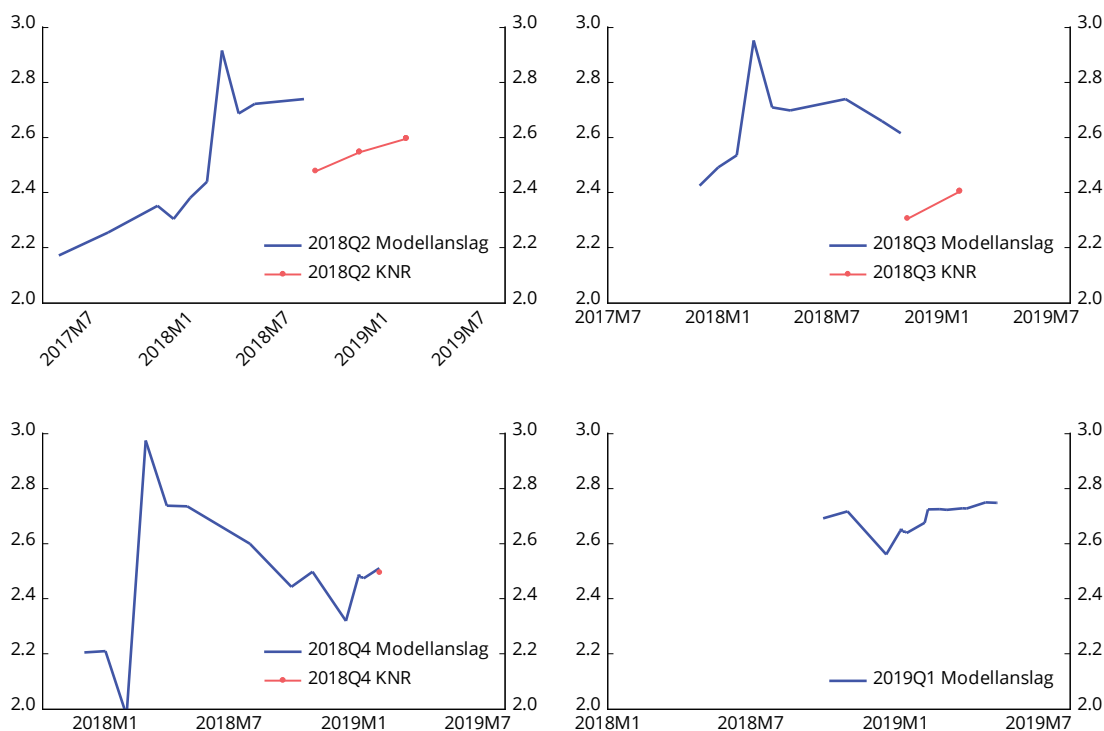 3.0 3.0
2.8 2.8
2.6 2.6
2.4 2.4
2.2 2.2
2.0 2.0
2018Q2 Modellanslag
2018Q2 KNR
2017M7 2018M1 2018M7 2019M1 2019M7
3.0 3.0
2.8 2.8
2.6 2.6
2.4 2.4
2.2 2.2
2.0 2.0
2018Q3 Modellanslag
2018Q3 KNR
2017M7 2018M1 2018M7 2019M1 2019M7
3.0 3.0
2.8 2.8
2.6 2.6
2.4 2.4
2.2 2.2
2.0 2.0
2018Q4 Modellanslag
2018Q4 KNR
2018M1 2018M7 2019M1 2019M7
3.0 3.0
2.8 2.8
2.6 2.6
2.4 2.4
2.2 2.2
2.0 2.0
2019Q1 Modellanslag
2018M1 2018M7 2019M1 2019M7